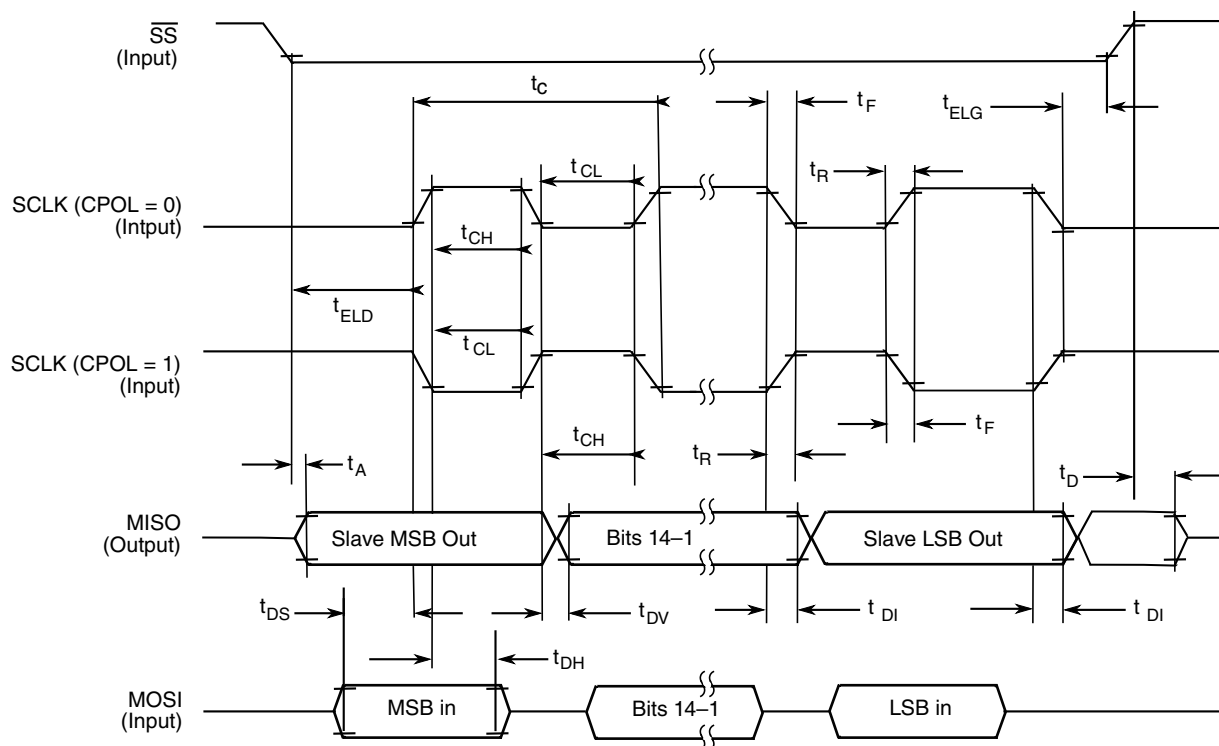 SS
(Input)
tC
tF
tELG
tCL
tR
SCLK (CPOL = 0)
(Intput)
tCH
tELD
tCL
SCLK (CPOL = 1)
(Input)
tCH
tR
tF
tA
tD
MISO
(Output)
Slave MSB Out
Bits 14–1
Slave LSB Out
tDS
tDV
tDI
tDI
tDH
MOSI
(Input)
MSB in
Bits 14–1
LSB in